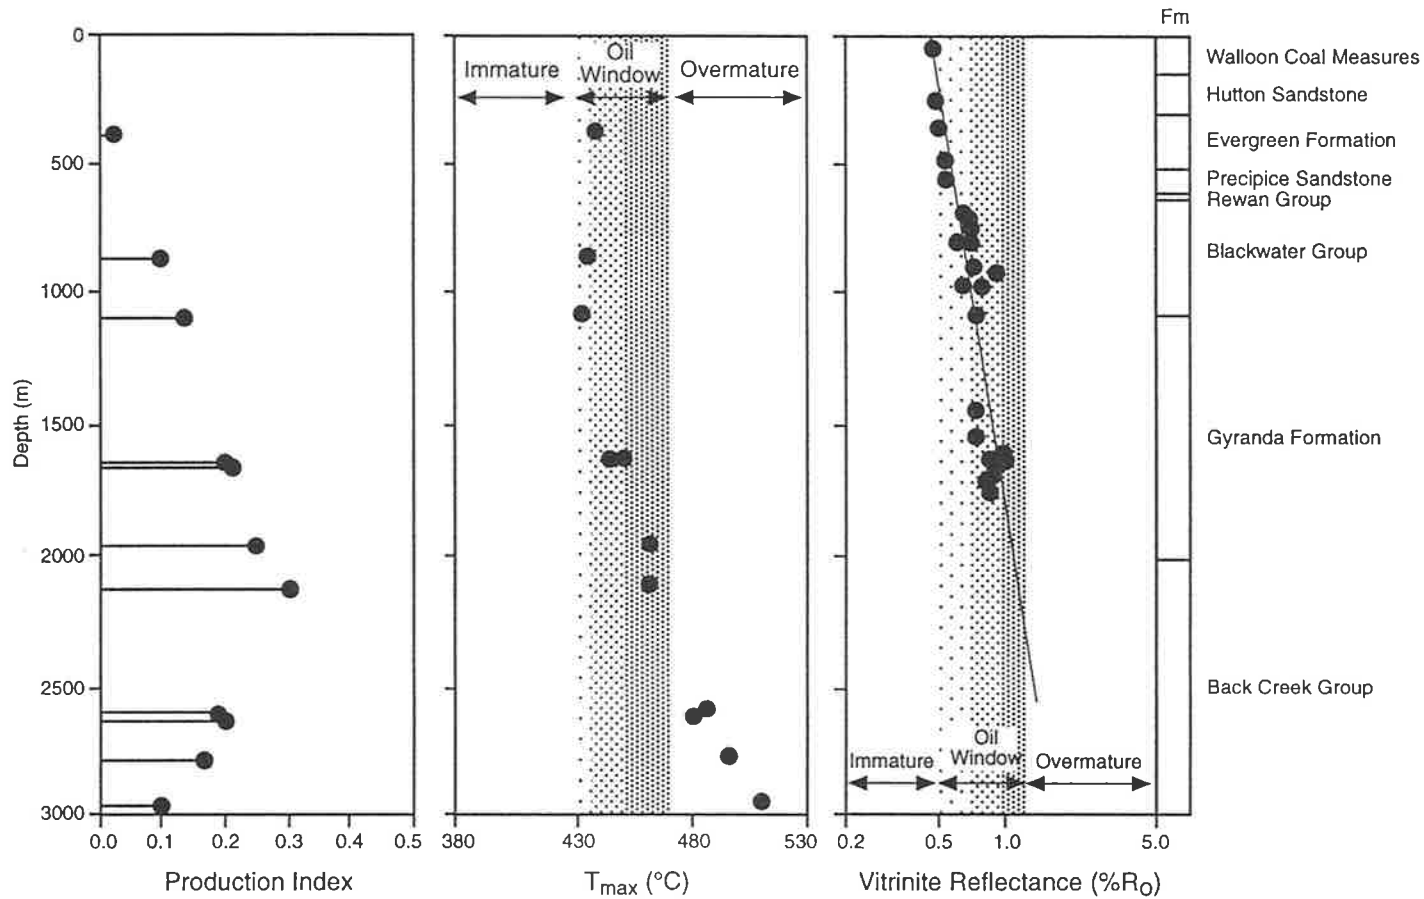 Fm
0
500
1000
1500
2000
2500
3000
Depth (m)
0.0 0.1 0.2 0.3 0.4 0.5
Production Index
Immature
Oil
Window
Overmature
380 430 480 530
Tmax (°C)
Immature
Oil
Window
Overmature
0.2 0.5 1.0 5.0
Vitrinite Reflectance (%RO)
Walloon Coal Measures
Hutton Sandstone
Evergreen Formation
Precipice Sandstone
Rewan Group
Blackwater Group
Gyranda Formation
Back Creek Group